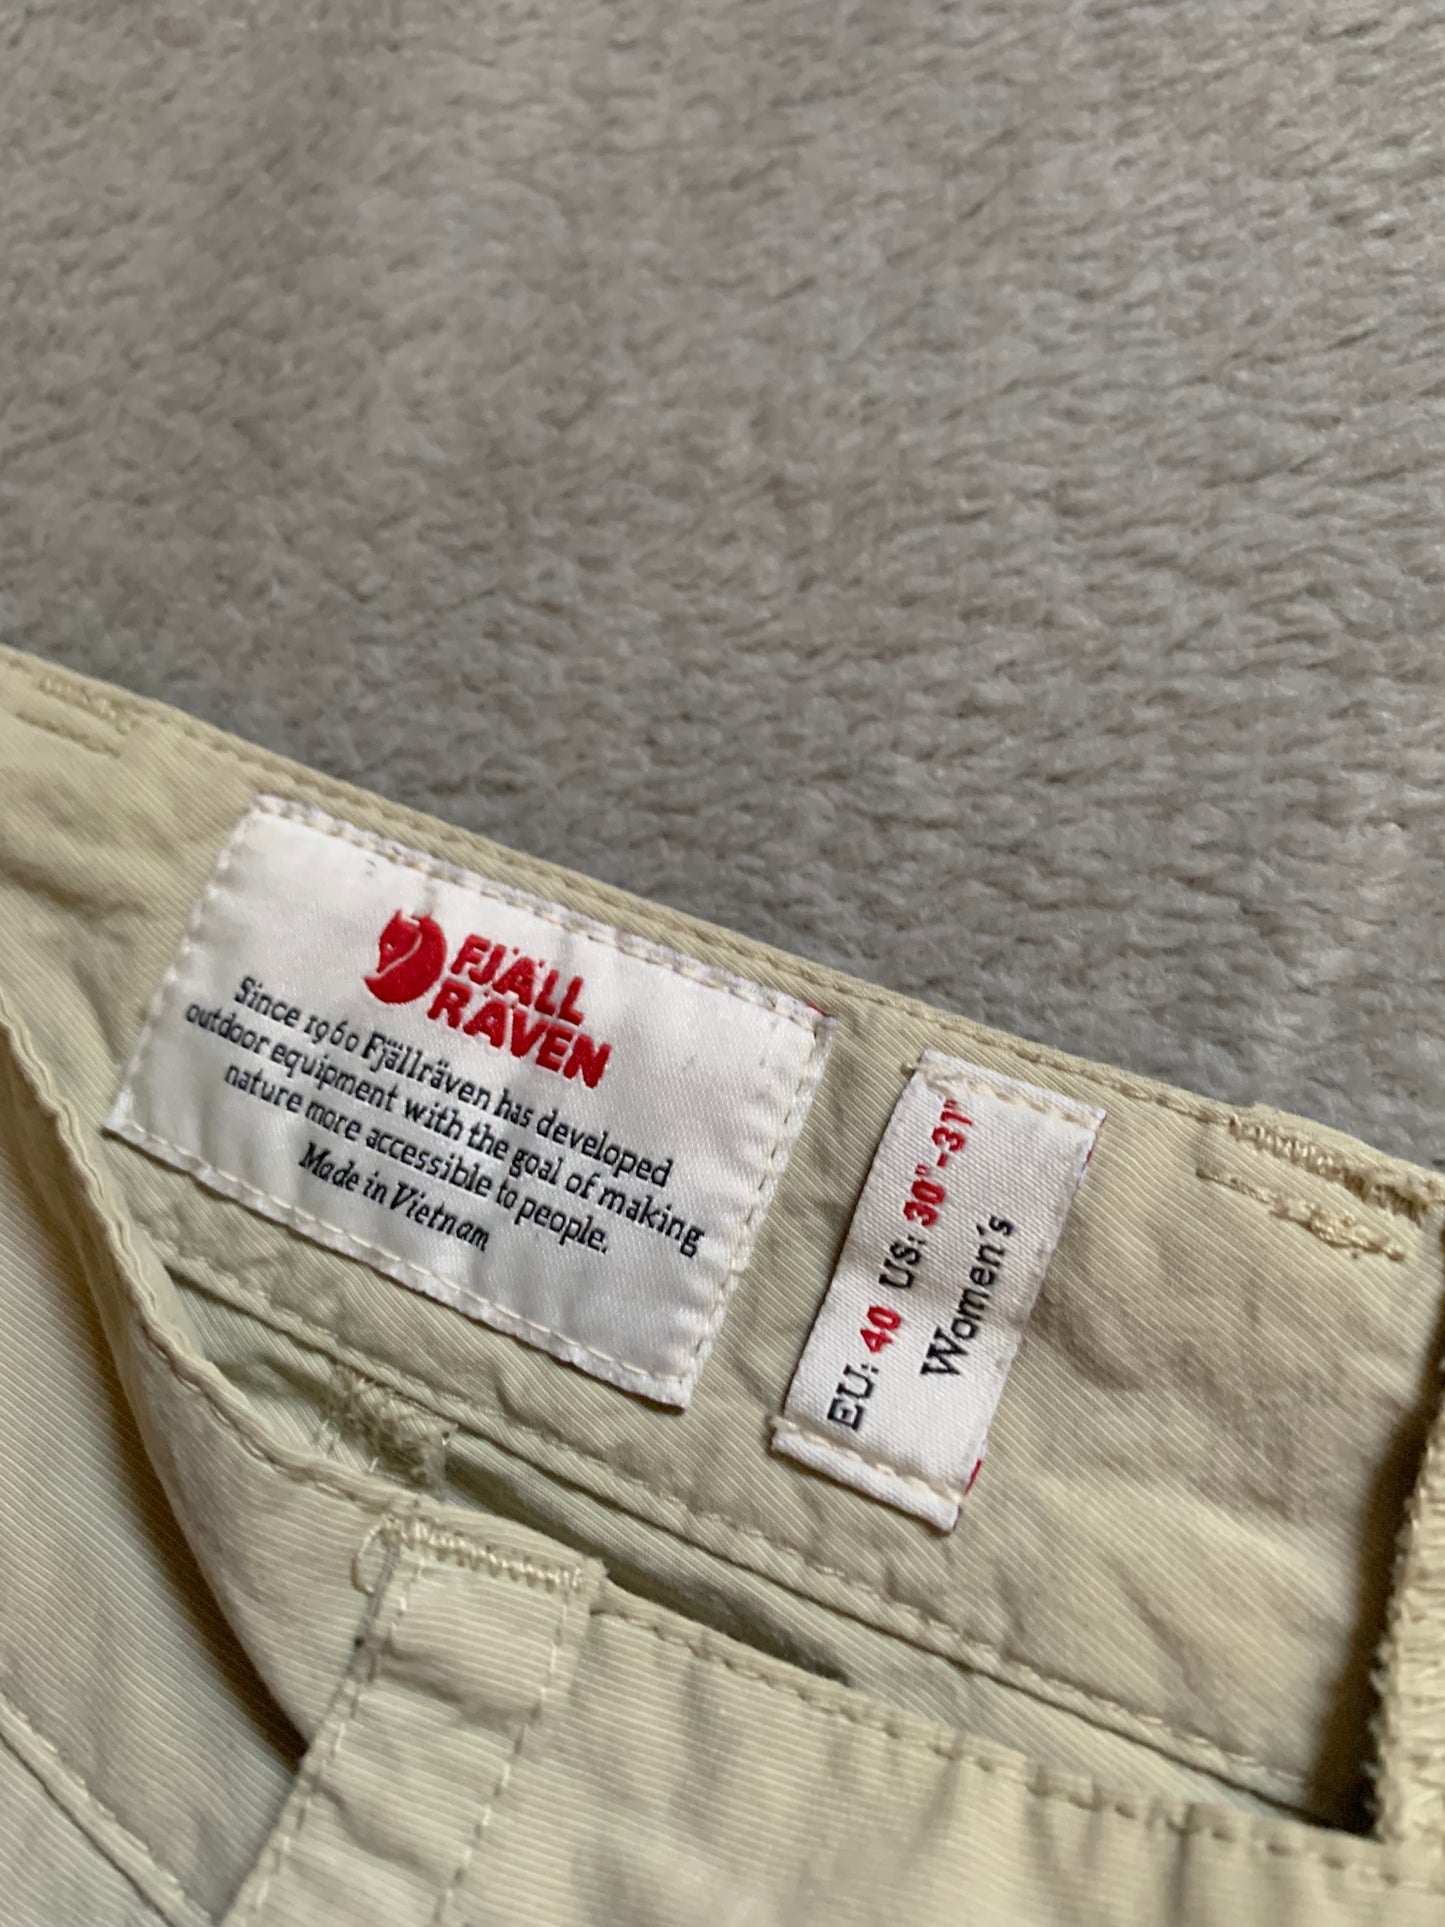 FJÄLL
RÄVEN
Since 1960 Fjällräven has developed
outdoor equipment with the goal of making
nature more accessible to people.
Made in Vietnam
EU: 40 US: 30"-31"
Women's